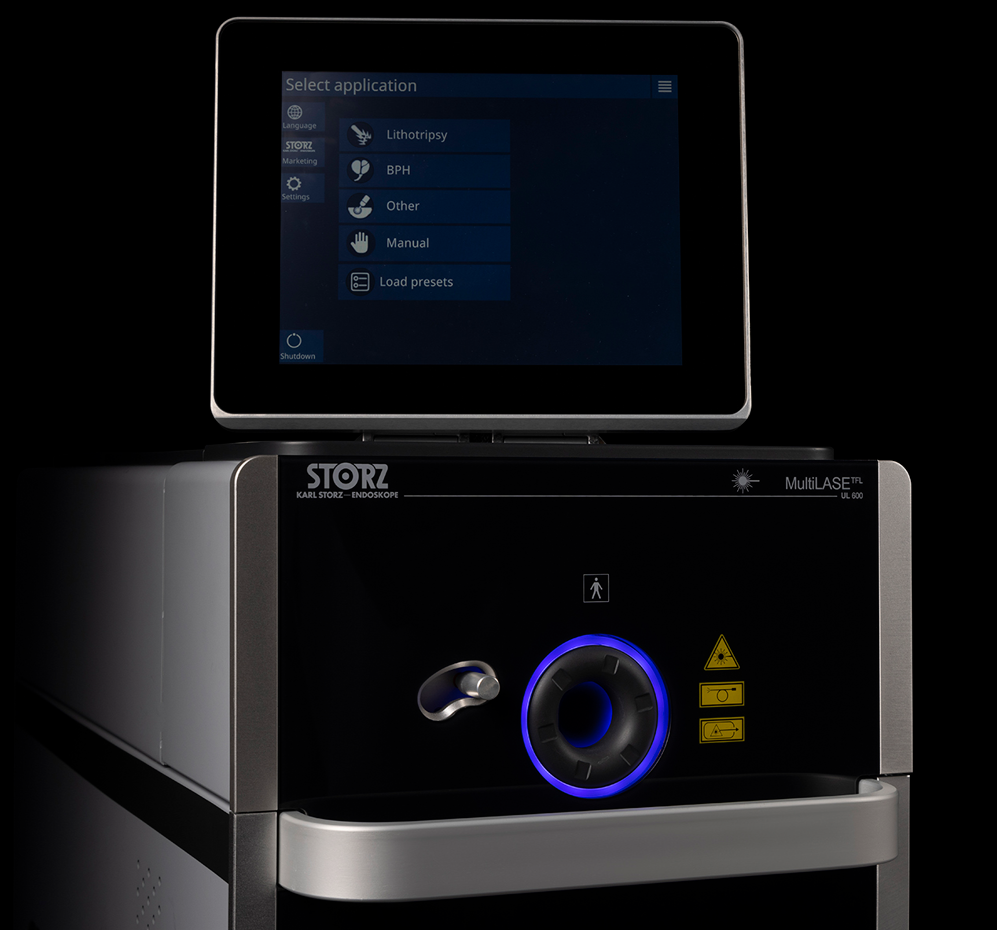 Select application
Language
STORZ
Marketing
Settings
Lithotripsy
BPH
Other
Manual
Load presets
Shutdown
STORZ
KARL STORZ—ENDOSKOPE
MultiLASE TFL
UL 600